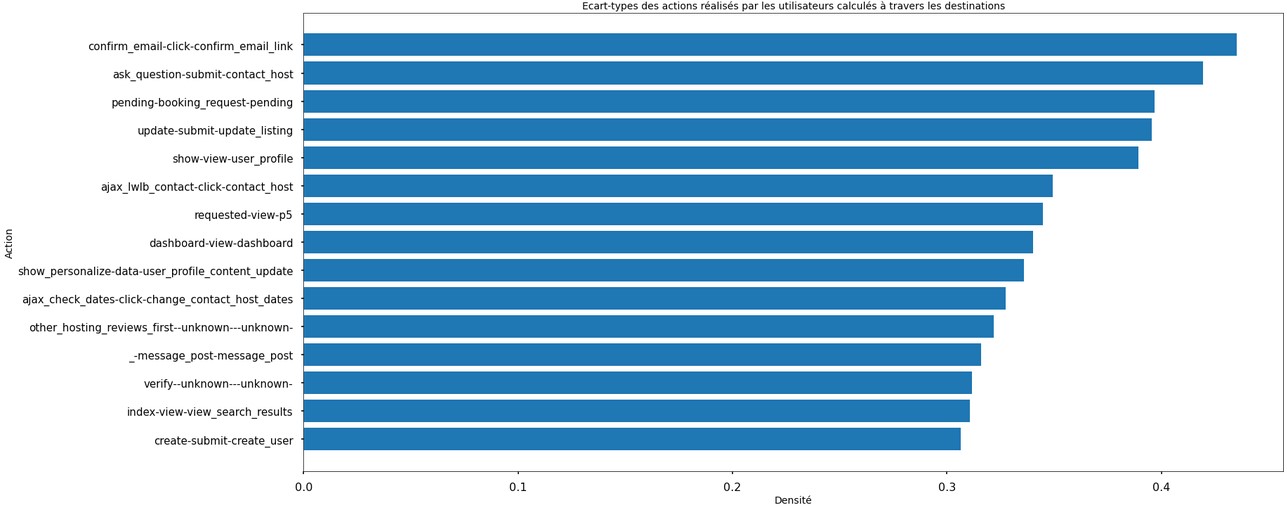 Ecart-types des actions réalisés par les utilisateurs calculés à travers les destinations
confirm_email-click-confirm_email_link
ask_question-submit-contact_host
pending-booking_request-pending
update-submit-update_listing
show-view-user_profile
ajax_lwlb_contact-click-contact_host
requested-view-p5
dashboard-view-dashboard
show_personalize-data-user_profile_content_update
ajax_check_dates-click-change_contact_host_dates
other_hosting_reviews_first--unknown---unknown-
_-message_post-message_post
verify--unknown---unknown-
index-view-view_search_results
create-submit-create_user
Action
0.0 0.1 0.2 0.3 0.4
Densité